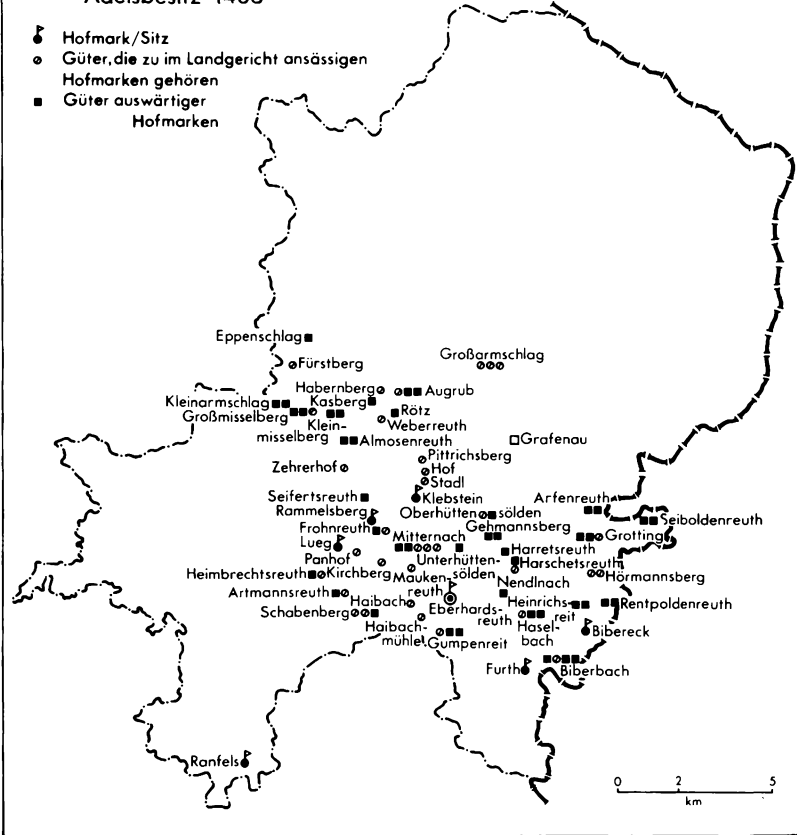 Hofmark/Sitz
Güter, die zu im Landgericht ansässigen
Hofmarken gehören
Güter auswärtiger
Hofmarken
Eppenschlag
Fürstberg
Großarmschlag
Habernberg
Augrub
Kleinarmschlag
Kasberg
Großmisselberg
Rötz
Klein-
misselberg
Weberreuth
Almosenreuth
Grafenau
Pittrichsberg
Zehrerhof
Hof
Stadl
Seifertsreuth
Klebstein
Arfenreuth
Rammelsberg
Oberhütten
sölden
Seiboldenreuth
Frohnreuth
Gehmannsberg
Lueg
Mitternach
Grotting
Panhof
Unterhütten-
sölden
Harretsreuth
Harschetsreuth
Heimbrechtsreuth
Kirchberg
Mauken-
reuth
Nendlnach
Hörmannsberg
Artmannsreuth
Haibach
Eberhards-
reuth
Heinrichs-
reit
Rentpoldenreuth
Schabenberg
Haibach-
mühle
Gumpenreit
Hasel-
bach
Bibereck
Furth
Biberbach
Ranfels
0 2 5
km